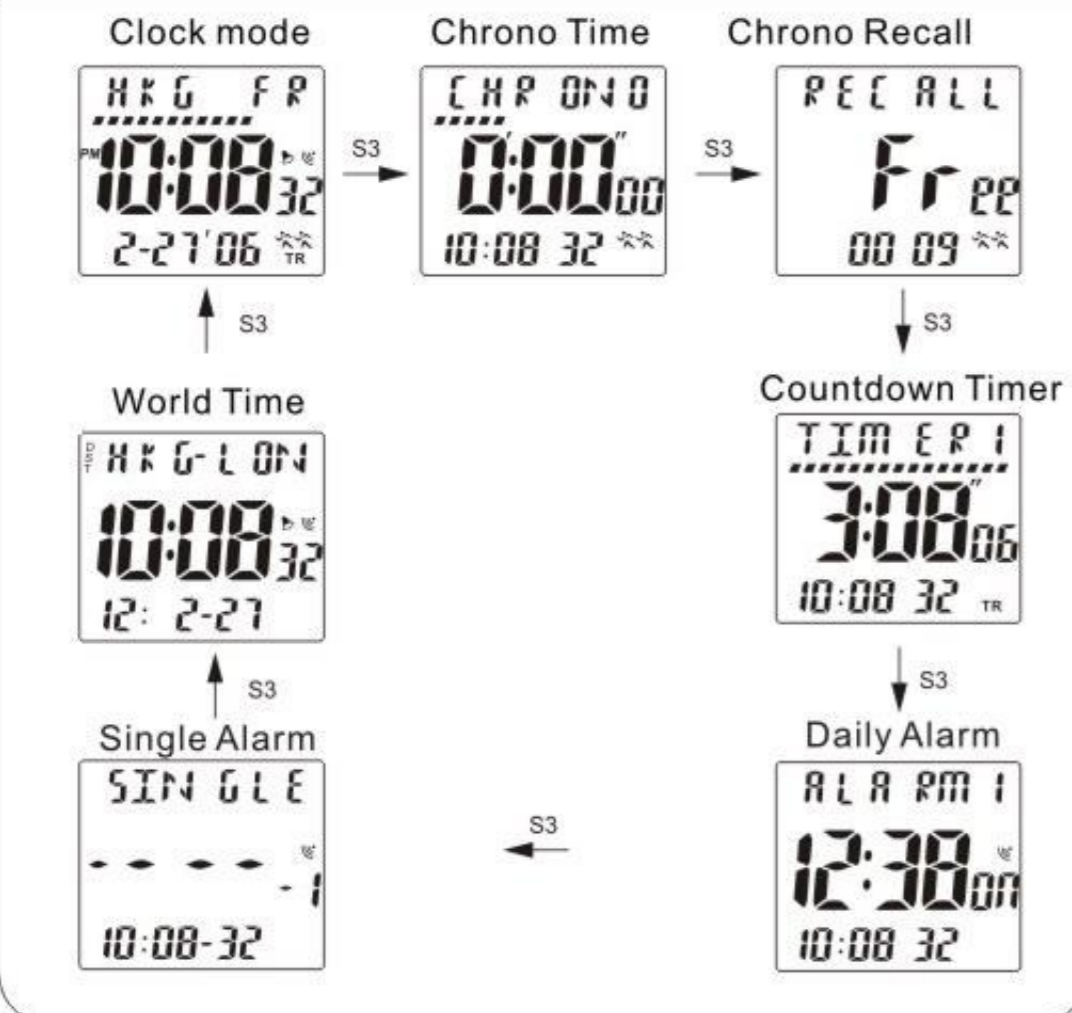 Clock mode
HKG FR
PM 10:08 32
2-27'06 TR
S3
Chrono Time
CHRONO
0'00"00
10:08 32
S3
Chrono Recall
RECALL
Free
00 09
S3
Countdown Timer
TIMER1
3:08"06
10:08 32 TR
S3
Daily Alarm
ALARM 1
12:38 on
10:08 32
S3
Single Alarm
SINGLE
-- -- -1
10:08-32
S3
World Time
DST HKG-LON
10:08 32
12: 2-27
S3